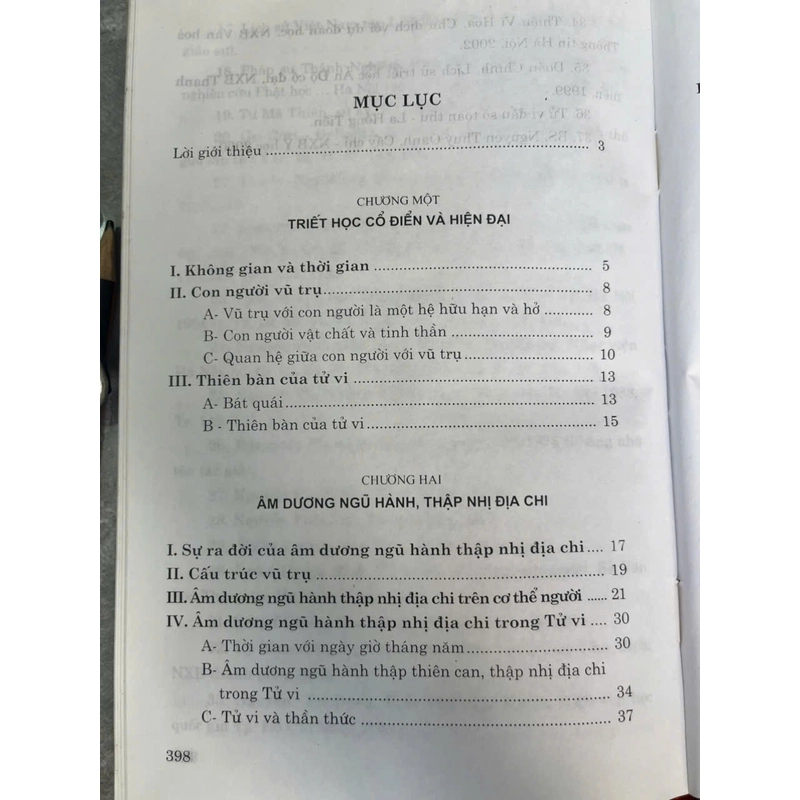 MỤC LỤC
Lời giới thiệu ........ 3
CHƯƠNG MỘT
TRIẾT HỌC CỔ ĐIỂN VÀ HIỆN ĐẠI
I. Không gian và thời gian ........ 5
II. Con người vũ trụ ........ 8
A- Vũ trụ với con người là một hệ hữu hạn và hở ........ 8
B- Con người vật chất và tinh thần ........ 9
C- Quan hệ giữa con người với vũ trụ ........ 10
III. Thiên bàn của tử vi ........ 13
A- Bát quái ........ 13
B - Thiên bàn của tử vi ........ 15
CHƯƠNG HAI
ÂM DƯƠNG NGŨ HÀNH, THẬP NHỊ ĐỊA CHI
I. Sự ra đời của âm dương ngũ hành thập nhị địa chi .... 17
II. Cấu trúc vũ trụ ........ 19
III. Âm dương ngũ hành thập nhị địa chi trên cơ thể người ...... 21
IV. Âm dương ngũ hành thập nhị địa chi trong Tử vi .... 30
A- Thời gian với ngày giờ tháng năm ........ 30
B- Âm dương ngũ hành thập thiên can, thập nhị địa chi
trong Tử vi ........ 34
C- Tử vi và thần thức ........ 37
398